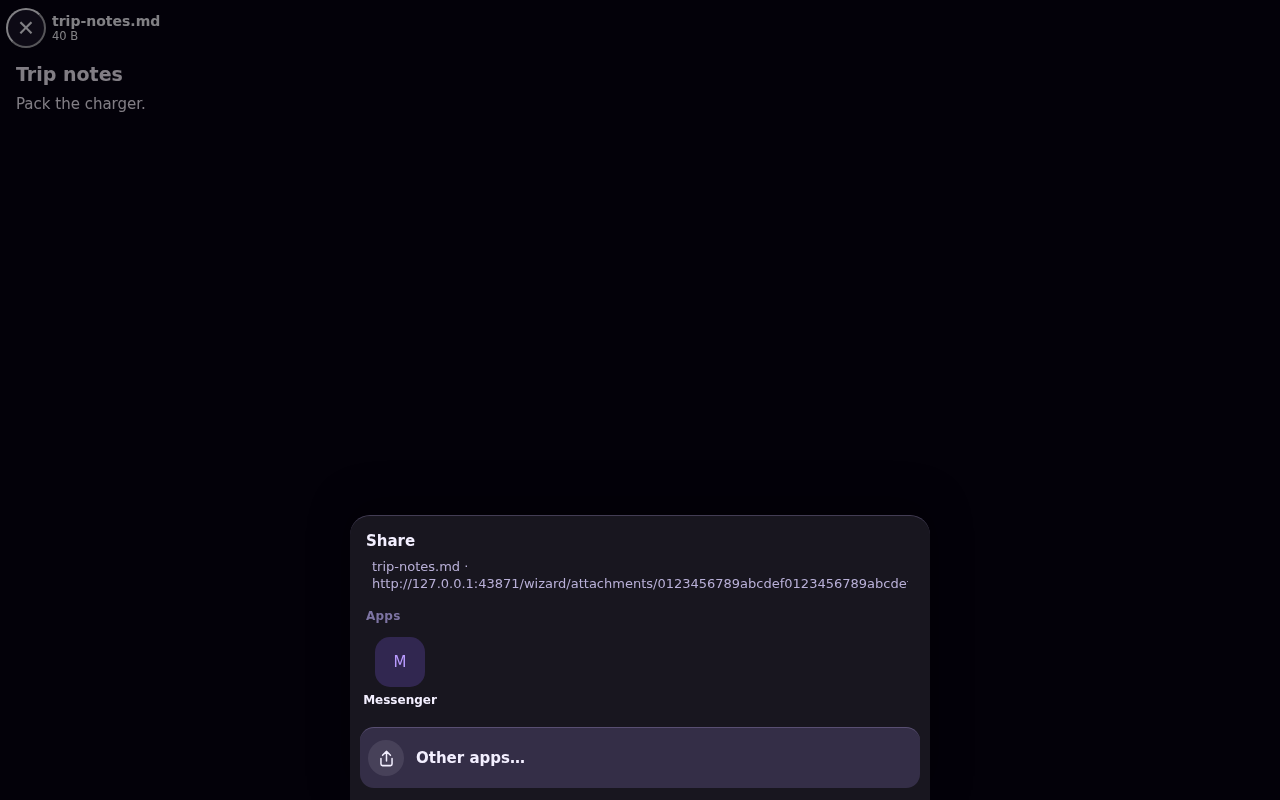 trip-notes.md
40 B
Trip notes
Pack the charger.
Share
trip-notes.md ·
http://127.0.0.1:43871/wizard/attachments/0123456789abcdef0123456789abcde
Apps
M
Messenger
Other apps…